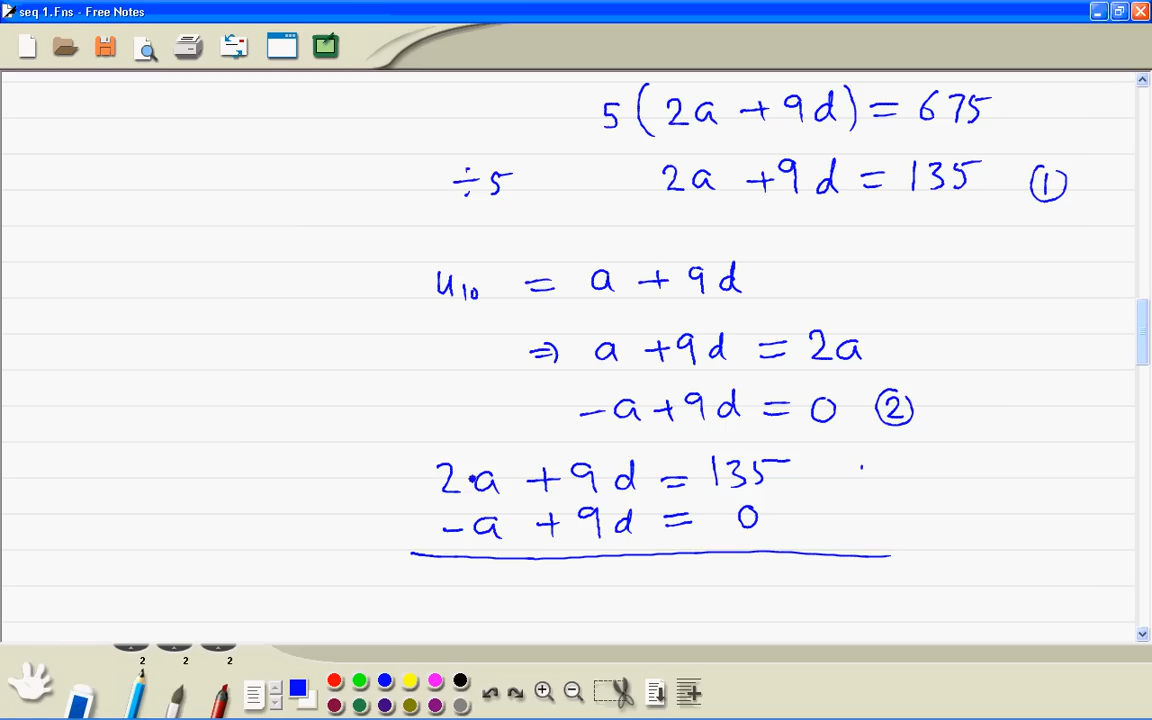 seq 1.Fns - Free Notes
5(2a + 9d) = 675
÷5 2a + 9d = 135 ①
u₁₀ = a + 9d
⇒ a + 9d = 2a
-a + 9d = 0 ②
2·a + 9d = 135
-a + 9d = 0
2 2 2